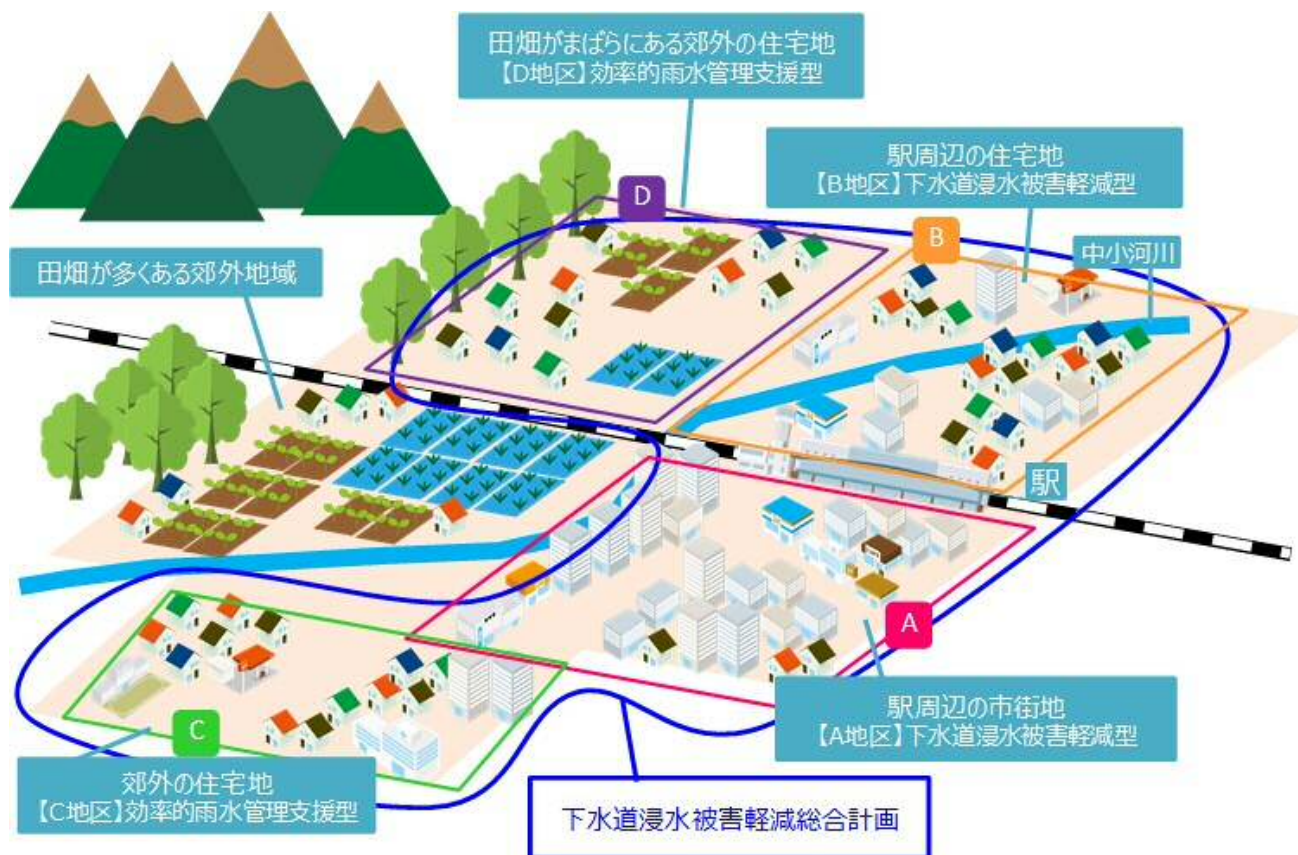 田畑がまばらにある郊外の住宅地
【D地区】効率的雨水管理支援型
駅周辺の住宅地
【B地区】下水道浸水被害軽減型
D
B
中小河川
田畑が多くある郊外地域
駅
A
駅周辺の市街地
【A地区】下水道浸水被害軽減型
C
郊外の住宅地
【C地区】効率的雨水管理支援型
下水道浸水被害軽減総合計画